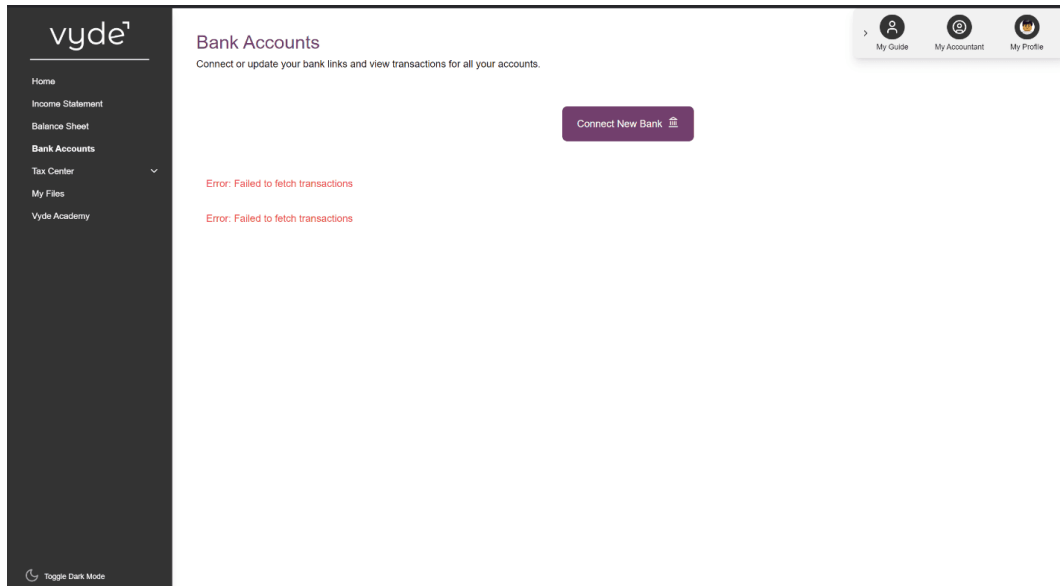 vyde
Home
Income Statement
Balance Sheet
Bank Accounts
Tax Center
My Files
Vyde Academy
Toggle Dark Mode
Bank Accounts
Connect or update your bank links and view transactions for all your accounts.
My Guide
My Accountant
My Profile
Connect New Bank
Error: Failed to fetch transactions
Error: Failed to fetch transactions